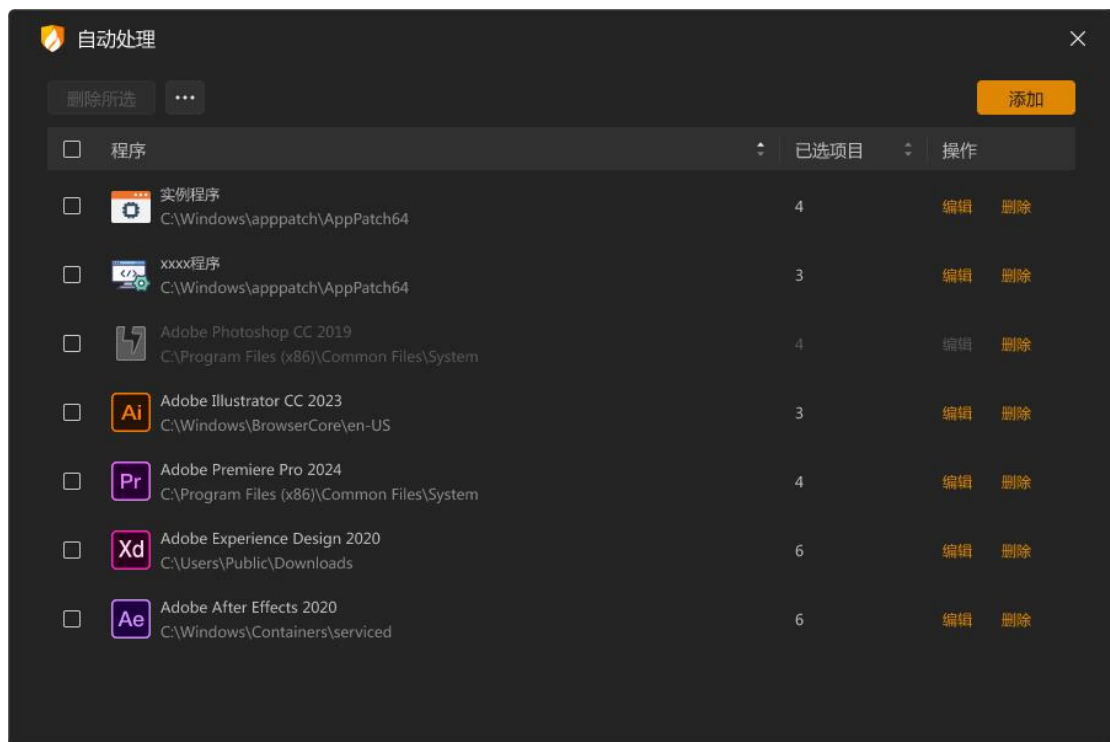 自动处理
删除所选 ··· 添加
程序 已选项目 操作
实例程序
C:\Windows\apppatch\AppPatch64
4 编辑 删除
xxxx程序
C:\Windows\apppatch\AppPatch64
3 编辑 删除
Adobe Photoshop CC 2019
C:\Program Files (x86)\Common Files\System
4 编辑 删除
Ai
Adobe Illustrator CC 2023
C:\Windows\BrowserCore\en-US
3 编辑 删除
Pr
Adobe Premiere Pro 2024
C:\Program Files (x86)\Common Files\System
4 编辑 删除
Xd
Adobe Experience Design 2020
C:\Users\Public\Downloads
6 编辑 删除
Ae
Adobe After Effects 2020
C:\Windows\Containers\serviced
6 编辑 删除